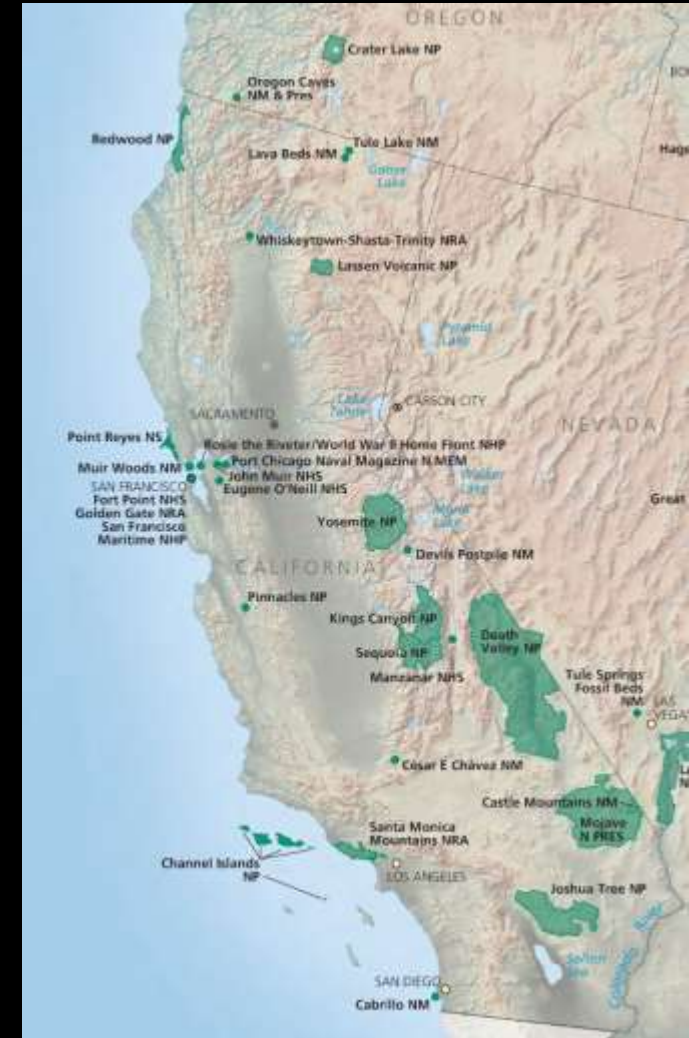 OREGON
Crater Lake NP
Oregon Caves
NM & Pres
Redwood NP
Tule Lake NM
Lava Beds NM
Goose
Lake
Whiskeytown-Shasta-Trinity NRA
Lassen Volcanic NP
Pyramid
Lake
Lake
Tahoe
CARSON CITY
SACRAMENTO
NEVADA
Point Reyes NS
Rosie the Riveter/World War II Home Front NHP
Muir Woods NM
Port Chicago Naval Magazine N MEM
John Muir NHS
Walker
Lake
SAN FRANCISCO
Eugene O'Neill NHS
Fort Point NHS
Golden Gate NRA
San Francisco
Maritime NHP
Great
Yosemite NP
Mono
Lake
Devils Postpile NM
CALIFORNIA
Pinnacles NP
Kings Canyon NP
Death
Valley NP
Sequoia NP
Manzanar NHS
Tule Springs
Fossil Beds
NM
LAS
VEGA
César E Chávez NM
Castle Mountains NM
Mojave
N PRES
Santa Monica
Mountains NRA
Channel Islands
NP
LOS ANGELES
Joshua Tree NP
Colorado
River
Salton
Sea
SAN DIEGO
Cabrillo NM